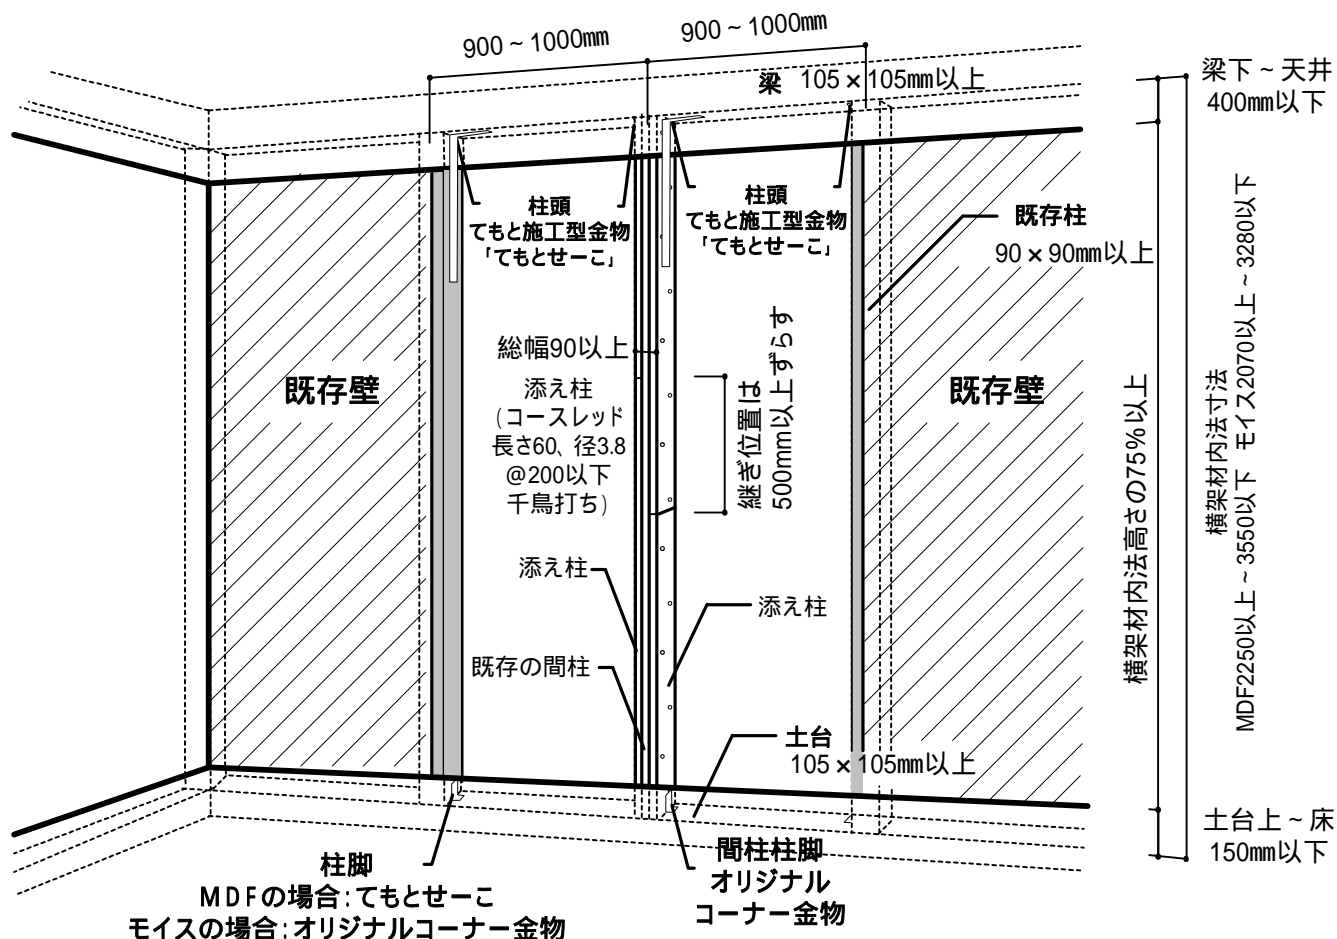 900～1000㎜
900～1000㎜
梁 105×105㎜以上
梁下～天井
400㎜以下
柱頭
てもと施工型金物
「てもとせーこ」
柱頭
てもと施工型金物
「てもとせーこ」
既存柱
90×90㎜以上
総幅90以上
添え柱
(コースレッド
長さ60、径3.8
@200以下
千鳥打ち)
継ぎ位置は
500mm以上ずらす
既存壁
既存壁
添え柱
添え柱
既存の間柱
土台
105×105㎜以上
横架材内法高さの75%以上
横架材内法寸法
MDF2250以上～3550以下 モイス2070以上～3280以下
土台上～床
150㎜以下
柱脚
MDFの場合:てもとせーこ
モイスの場合:オリジナルコーナー金物
間柱柱脚
オリジナル
コーナー金物